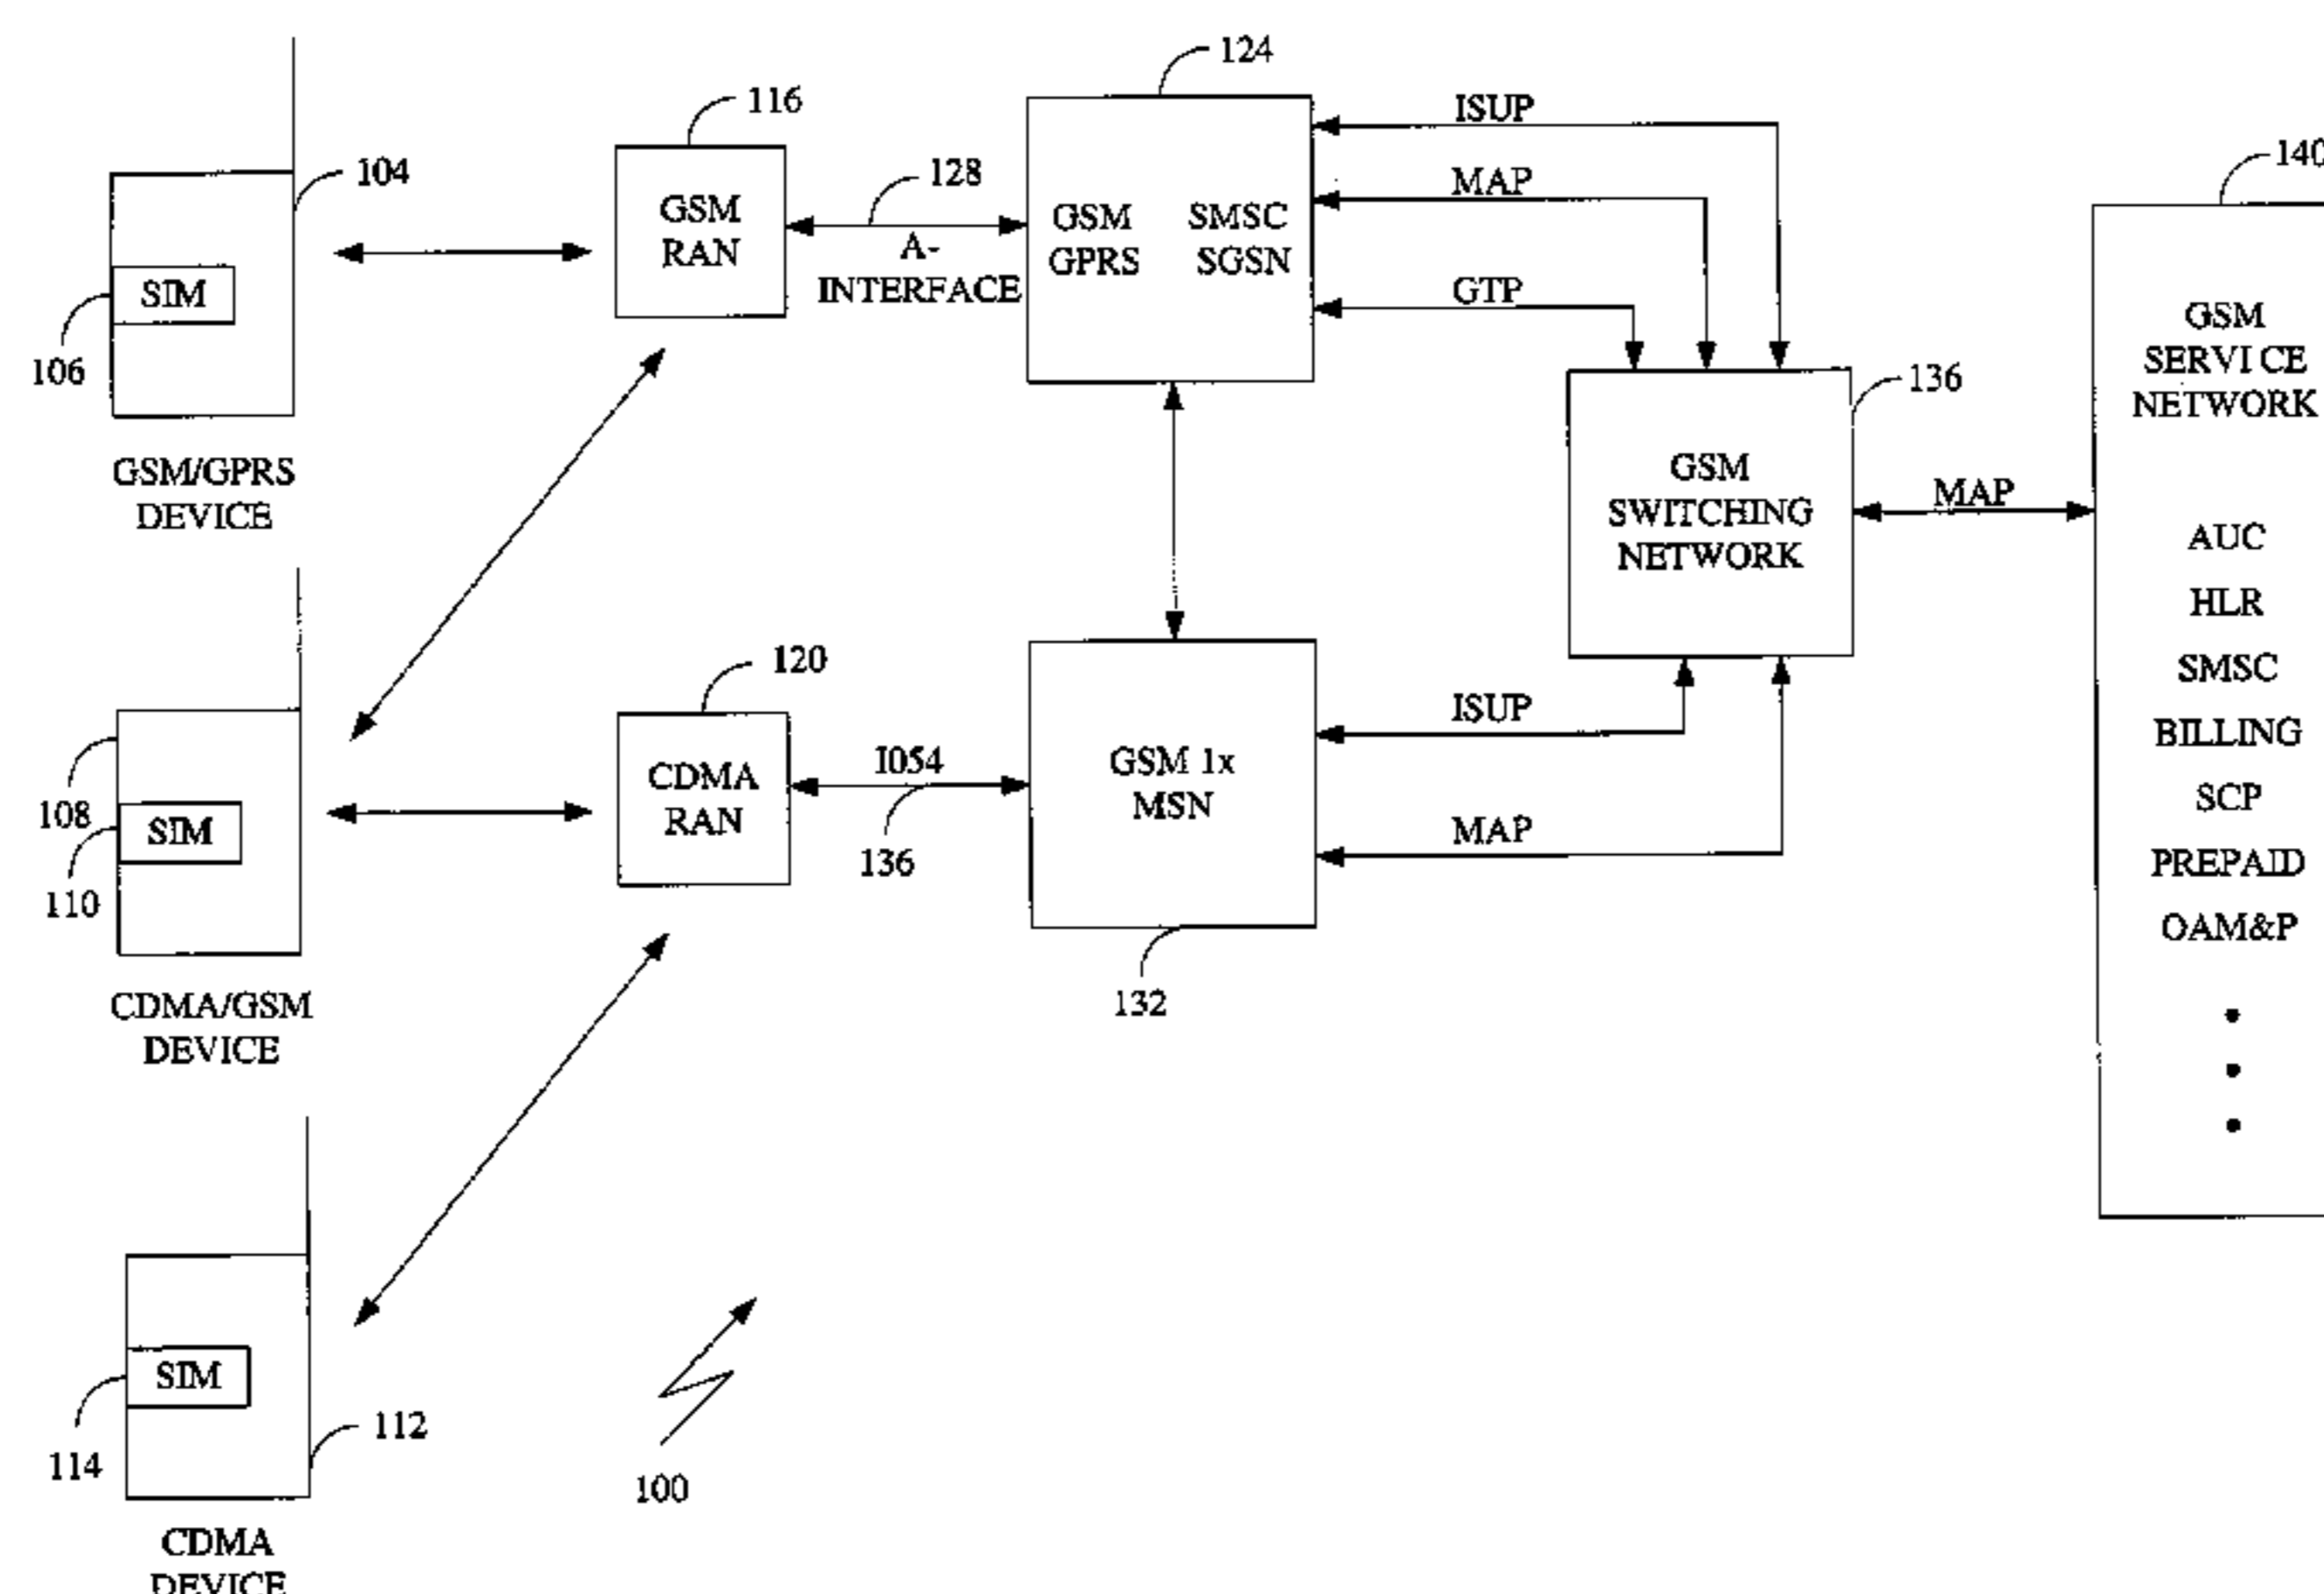 124
116
ISUP
140
104
128
MAP
GSM
RAN
GSM SMSC
GPRS SGSN
A-
INTERFACE
SIM
GTP
GSM
SERVICE
NETWORK
106
136
GSM/GPRS
DEVICE
GSM
SWITCHING
NETWORK
MAP
AUC
HLR
SMSC
BILLING
SCP
PREPAID
OAM&P
120
ISUP
CDMA
RAN
I054
GSM 1x
MSN
108
SIM
MAP
136
110
132
CDMA/GSM
DEVICE
SIM
112
114
100
CDMA
DEVICE